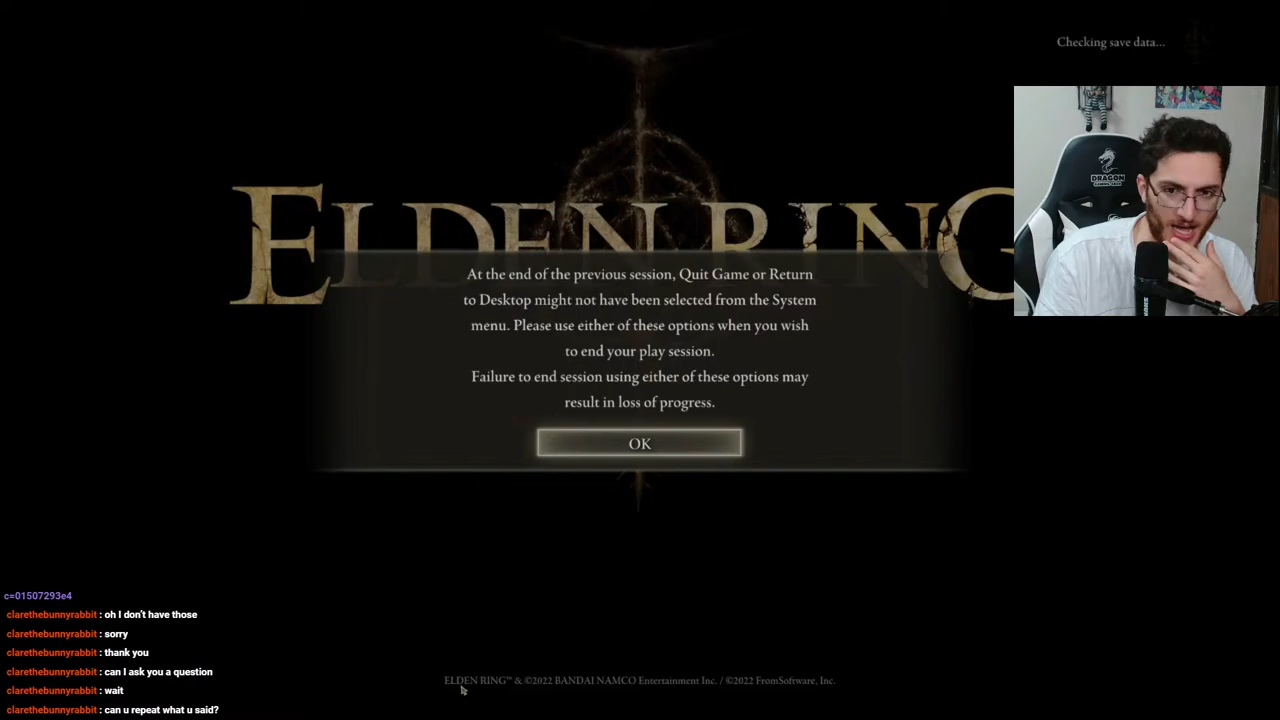 Checking save data...
ELDEN RING
DRAGON
At the end of the previous session, Quit Game or Return
to Desktop might not have been selected from the System
menu. Please use either of these options when you wish
to end your play session.
Failure to end session using either of these options may
result in loss of progress.
OK
c=01507293e4
clarethebunnyrabbit : oh I don't have those
clarethebunnyrabbit : sorry
clarethebunnyrabbit : thank you
clarethebunnyrabbit : can I ask you a question
clarethebunnyrabbit : wait
clarethebunnyrabbit : can u repeat what u said?
ELDEN RING™ & ©2022 BANDAI NAMCO Entertainment Inc. / ©2022 FromSoftware, Inc.